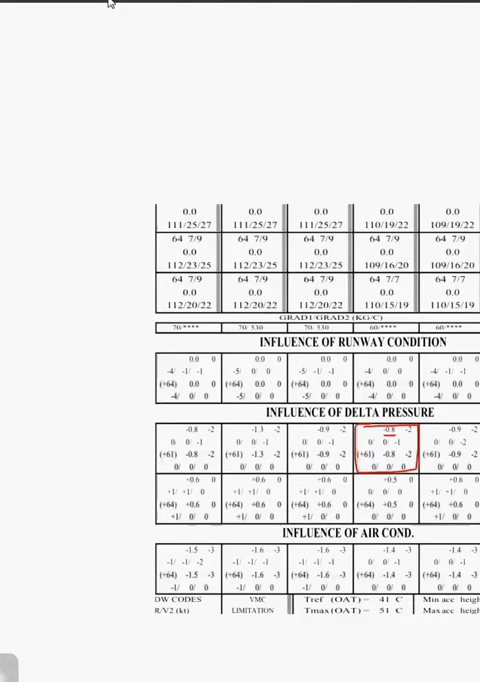 0.0 0.0 0.0 0.0 0.0
111/25/27 111/25/27 111/25/27 110/19/22 109/19/22
64 7/9 64 7/9 64 7/9 64 7/9 64 7/9
0.0 0.0 0.0 0.0 0.0
112/23/25 112/23/25 112/23/25 109/16/20 109/16/20
64 7/9 64 7/9 64 7/9 64 7/7 64 7/7
0.0 0.0 0.0 0.0 0.0
112/20/22 112/20/22 112/20/22 110/15/19 110/15/19
GRAD1/GRAD2 (KG/C)
70/**** 70/ 530 70/ 530 60/**** 60/****
INFLUENCE OF RUNWAY CONDITION
0.0 0 0.0 0 0.0 0 0.0 0 0.0 0
-4/ -1/ -1 -5/ 0/ 0 -5/ -1/ -1 -4/ 0/ 0 -4/ -1/ -1
(+64) 0.0 0 (+64) 0.0 0 (+64) 0.0 0 (+64) 0.0 0 (+64) 0.0 0
-4/ 0/ 0 -5/ 0/ 0 -5/ 0/ 0 -4/ 0/ 0 -4/ 0/ 0
INFLUENCE OF DELTA PRESSURE
-0.8 -2 -1.3 -2 -0.9 -2 -0.8 -2 -0.9 -2
0/ 0/ -1 0/ 0/ -1 0/ 0/ -1 0/ 0/ -1 0/ 0/ -2
(+61) -0.8 -2 (+61) -1.3 -2 (+61) -0.9 -2 (+61) -0.8 -2 (+61) -0.9 -2
0/ 0/ 0 0/ 0/ 0 0/ 0/ 0 0/ 0/ 0 0/ 0/ 0
+0.6 0 +0.6 0 +0.6 0 +0.5 0 +0.6 0
+1/ +1/ 0 +1/ +1/ 0 +1/ +1/ 0 0/ 0/ 0 +1/ +1/ 0
(+64) +0.6 0 (+64) +0.6 0 (+64) +0.6 0 (+64) +0.5 0 (+64) +0.6 0
+1/ 0/ 0 +1/ 0/ 0 +1/ 0/ 0 0/ 0/ 0 +1/ 0/ 0
INFLUENCE OF AIR COND.
-1.5 -3 -1.6 -3 -1.6 -3 -1.4 -3 -1.4 -3
-1/ -1/ -2 -1/ -1/ -1 -1/ -1/ -1 0/ 0/ -1 0/ 0/ -1
(+64) -1.5 -3 (+64) -1.6 -3 (+64) -1.6 -3 (+64) -1.4 -3 (+64) -1.4 -3
-1/ 0/ 0 -1/ 0/ 0 -1/ 0/ 0 0/ 0/ 0 0/ 0/ 0
DW CODES VMC Tref (OAT) = 41 C Min acc heigh
R/V2 (kt) LIMITATION Tmax(OAT) = 51 C Max acc heigh